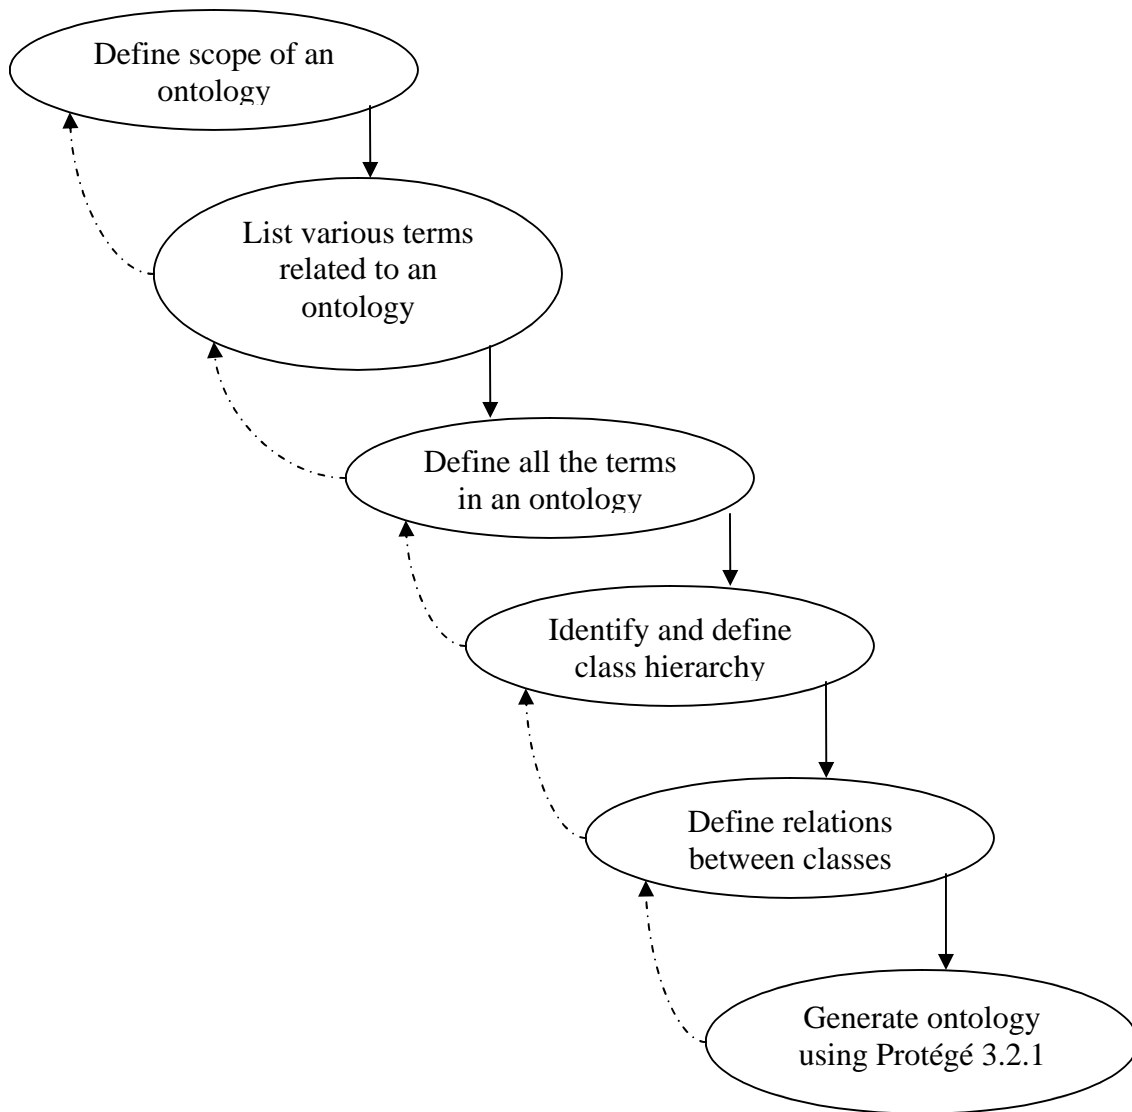 Define scope of an
ontology
List various terms
related to an
ontology
Define all the terms
in an ontology
Identify and define
class hierarchy
Define relations
between classes
Generate ontology
using Protégé 3.2.1